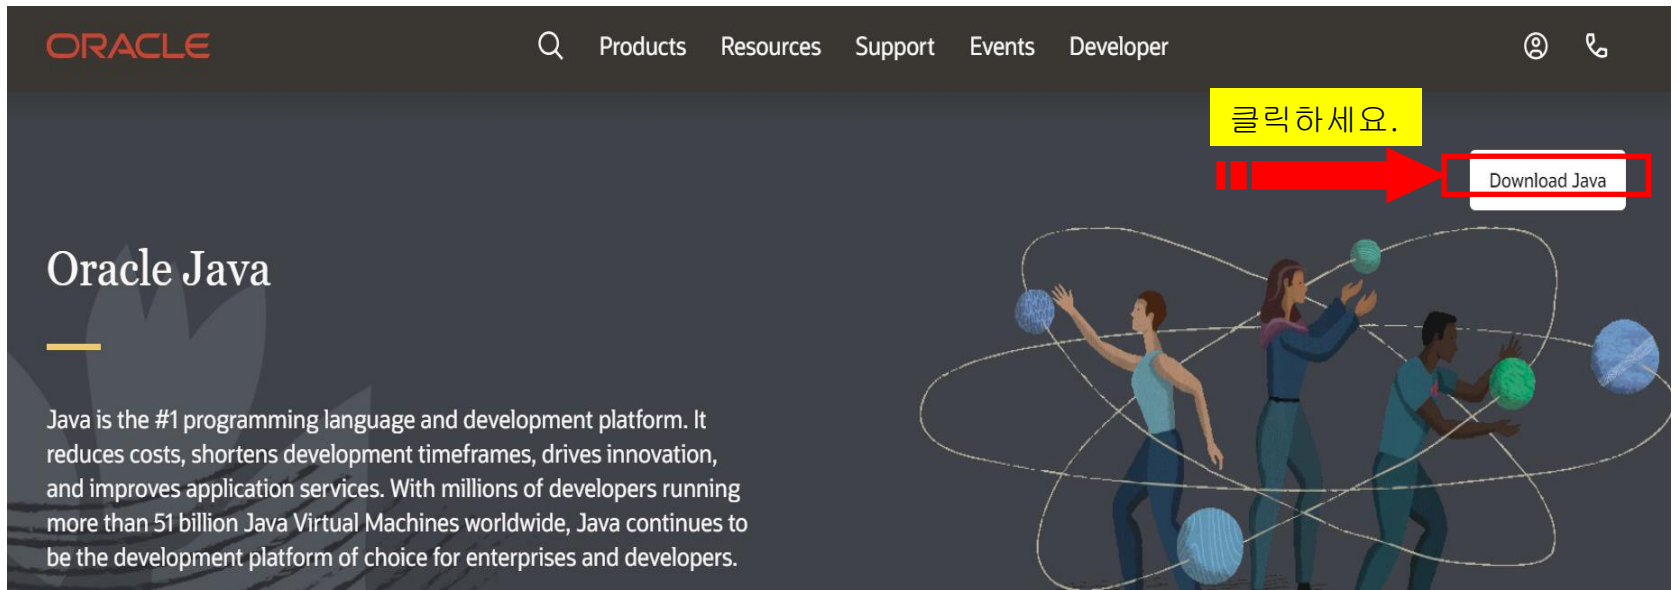 ORACLE
Products Resources Support Events Developer
클릭하세요.
Download Java
Oracle Java
Java is the #1 programming language and development platform. It
reduces costs, shortens development timeframes, drives innovation,
and improves application services. With millions of developers running
more than 51 billion Java Virtual Machines worldwide, Java continues to
be the development platform of choice for enterprises and developers.